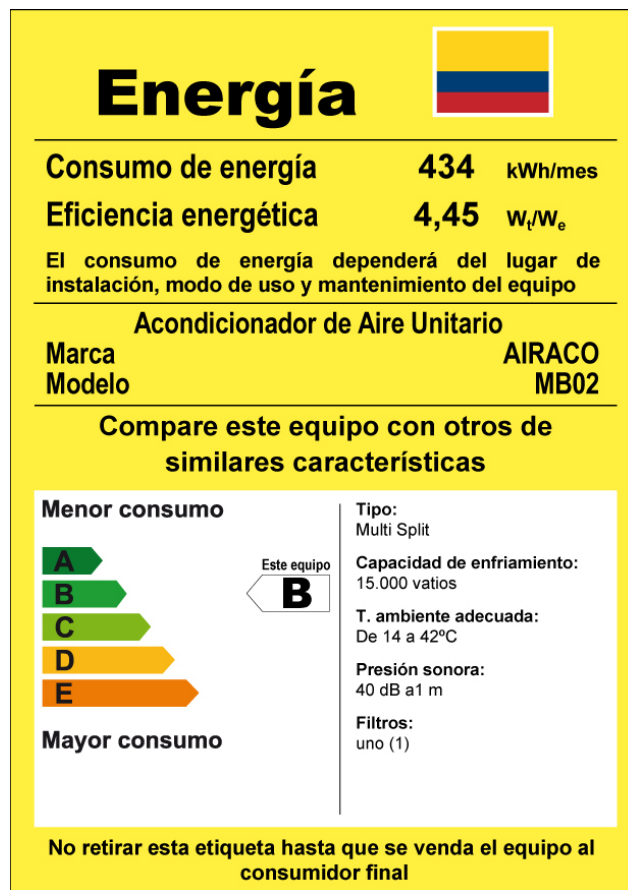 Energía
Consumo de energía 434 kWh/mes
Eficiencia energética 4,45 Wt/We
El consumo de energía dependerá del lugar de
instalación, modo de uso y mantenimiento del equipo
Acondicionador de Aire Unitario
Marca AIRACO
Modelo MB02
Compare este equipo con otros de
similares características
Menor consumo
A
B
C
D
E
Mayor consumo
Este equipo
B
Tipo:
Multi Split
Capacidad de enfriamiento:
15.000 vatios
T. ambiente adecuada:
De 14 a 42ºC
Presión sonora:
40 dB a1 m
Filtros:
uno (1)
No retirar esta etiqueta hasta que se venda el equipo al
consumidor final